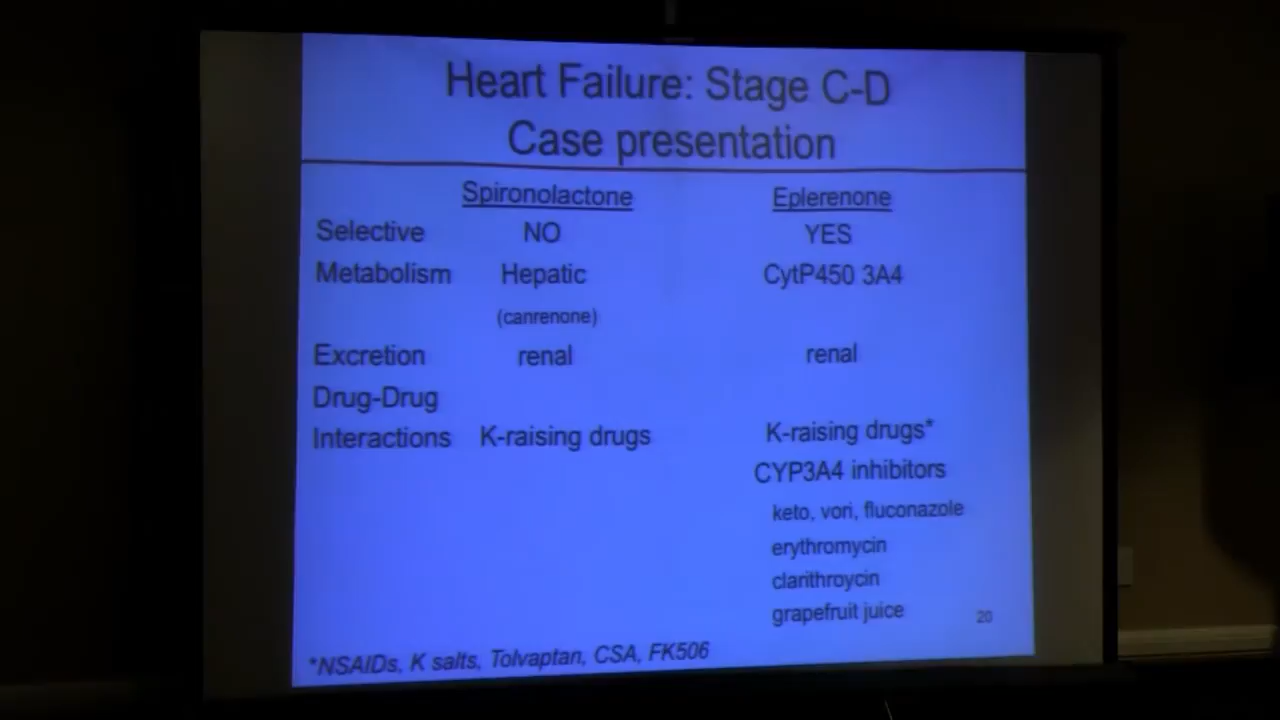 Heart Failure: Stage C-D
Case presentation
Spironolactone Eplerenone
Selective NO YES
Metabolism Hepatic CytP450 3A4
(canrenone)
Excretion renal renal
Drug-Drug
Interactions K-raising drugs K-raising drugs*
CYP3A4 inhibitors
keto, vori, fluconazole
erythromycin
clarithroycin
grapefruit juice
20
*NSAIDs, K salts, Tolvaptan, CSA, FK506